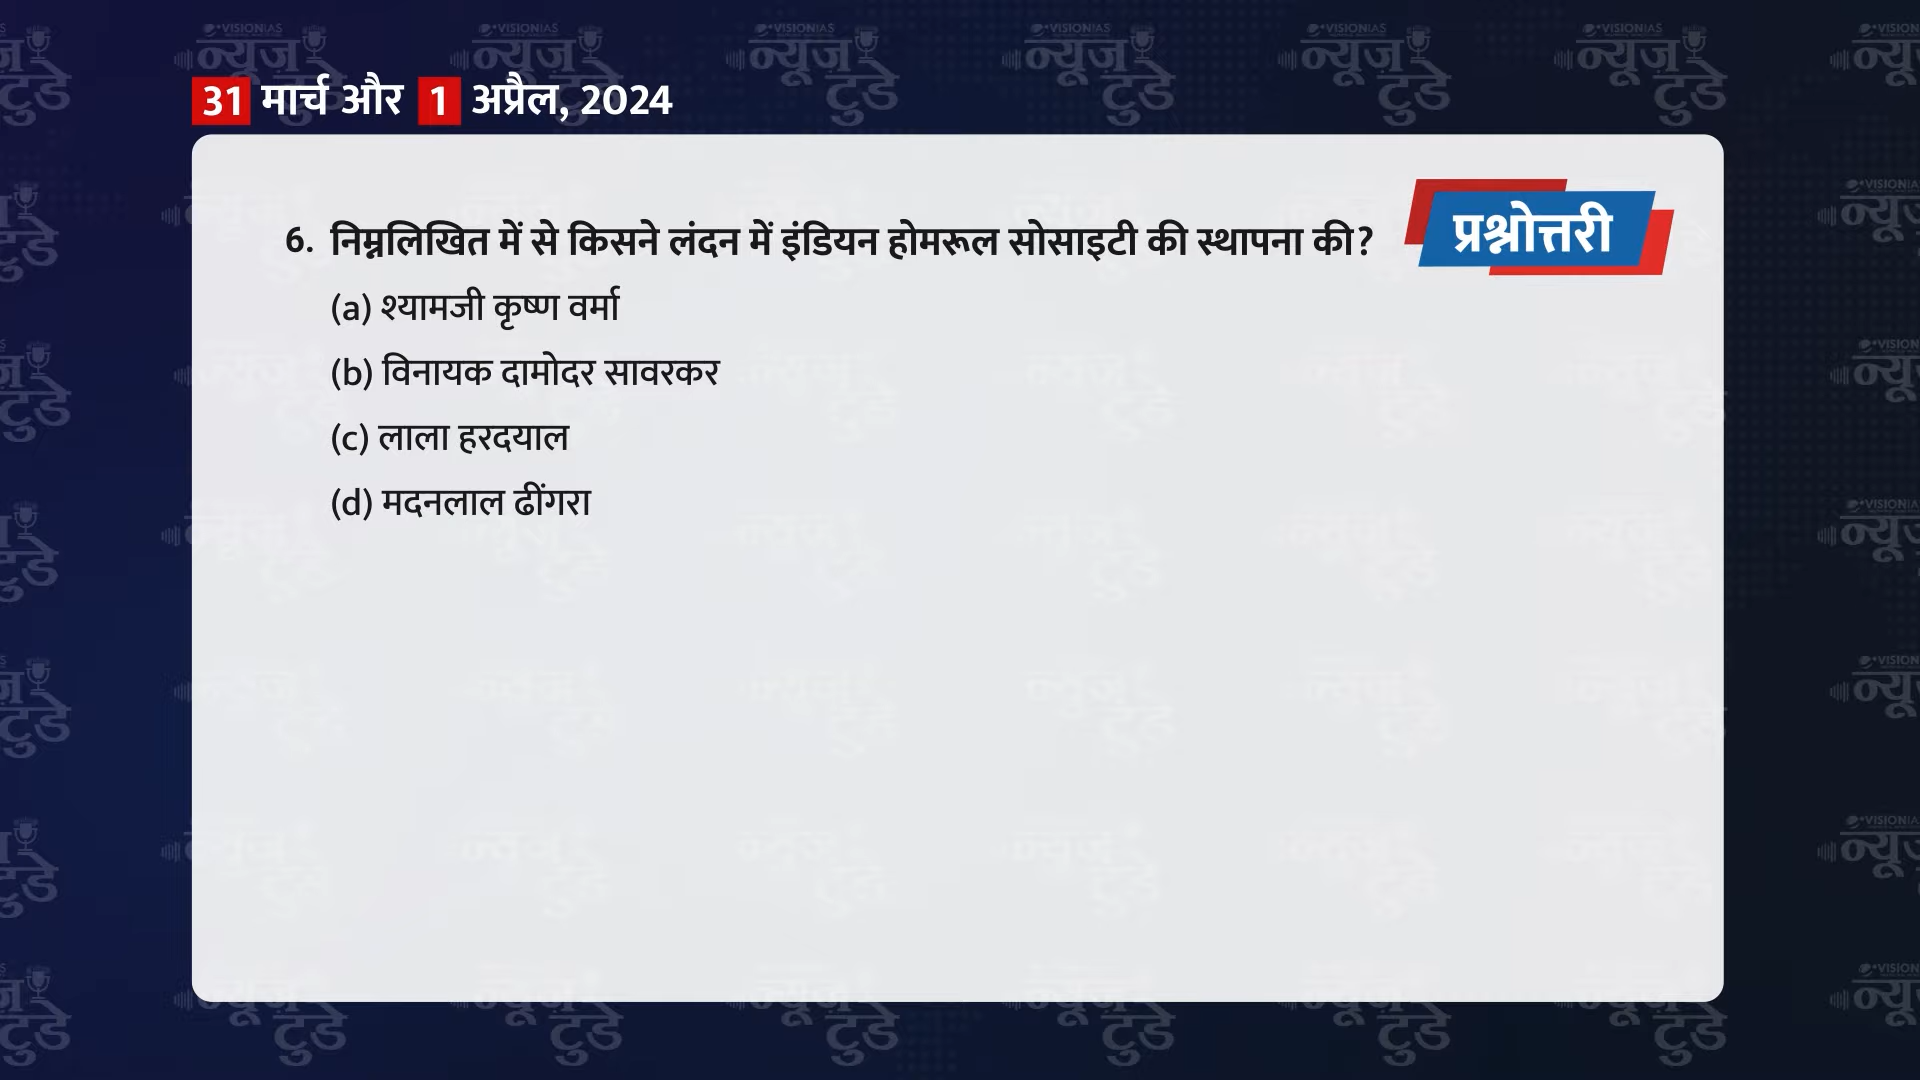 31 मार्च और 1 अप्रैल, 2024
प्रश्नोत्तरी
6. निम्नलिखित में से किसने लंदन में इंडियन होमरूल सोसाइटी की स्थापना की?
(a) श्यामजी कृष्ण वर्मा
(b) विनायक दामोदर सावरकर
(c) लाला हरदयाल
(d) मदनलाल ढींगरा
VISIONIAS
न्यूज़
टुडे